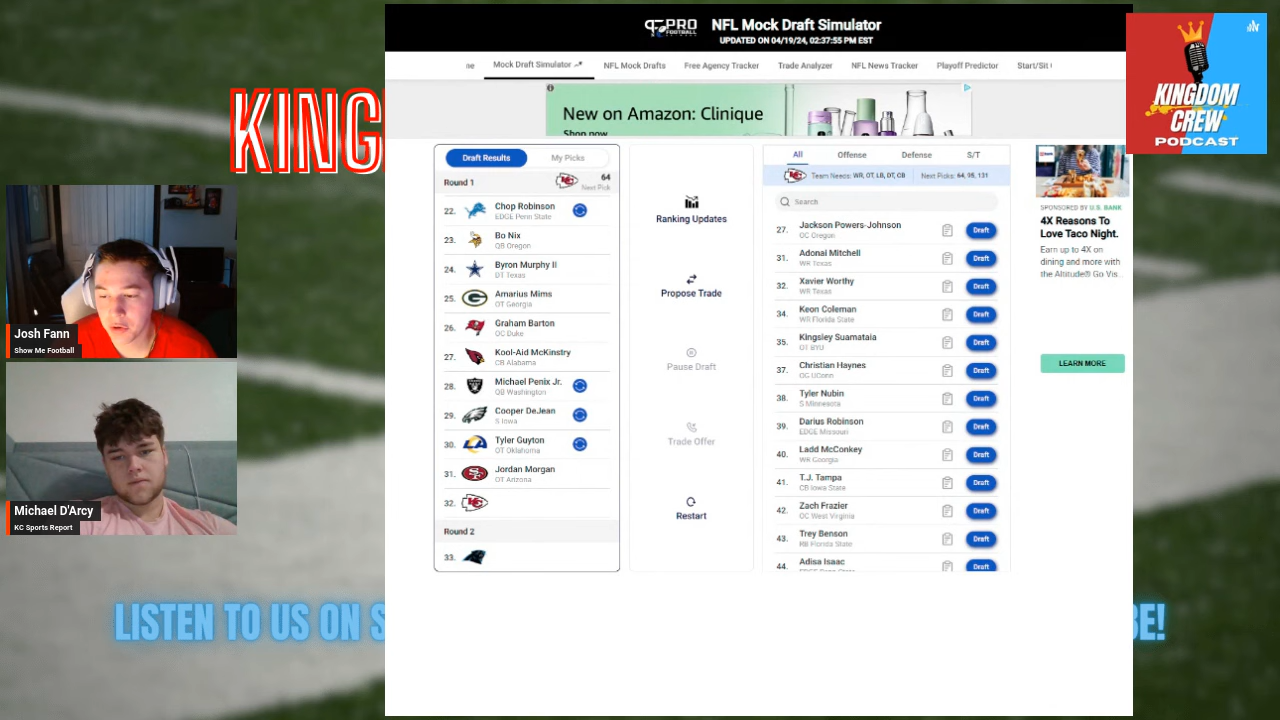 PRO
FOOTBALL
NFL Mock Draft Simulator
UPDATED ON 04/19/24, 02:37:55 PM EST
me
Mock Draft Simulator
NFL Mock Drafts
Free Agency Tracker
Trade Analyzer
NFL News Tracker
Playoff Predictor
Start/Sit
New on Amazon: Clinique
Shop now
KINGDOM
CREW
PODCAST
KING
Draft Results
My Picks
Round 1
64
Next Pick
22.
Chop Robinson
EDGE Penn State
23.
Bo Nix
QB Oregon
24.
Byron Murphy II
DT Texas
25.
Amarius Mims
OT Georgia
26.
Graham Barton
OC Duke
27.
Kool-Aid McKinstry
CB Alabama
28.
Michael Penix Jr.
QB Washington
29.
Cooper DeJean
S Iowa
30.
Tyler Guyton
OT Oklahoma
31.
Jordan Morgan
OT Arizona
32.
Round 2
33.
Ranking Updates
Propose Trade
Pause Draft
Trade Offer
Restart
All
Offense
Defense
S/T
Team Needs: WR, OT, LB, DT, CB
Next Picks: 64, 95, 131
Search
27.
Jackson Powers-Johnson
Draft
OC Oregon
31.
Adonai Mitchell
Draft
WR Texas
32.
Xavier Worthy
Draft
WR Texas
34.
Keon Coleman
Draft
WR Florida State
35.
Kingsley Suamataia
Draft
OT BYU
37.
Christian Haynes
Draft
OG UConn
38.
Tyler Nubin
Draft
S Minnesota
39.
Darius Robinson
Draft
EDGE Missouri
40.
Ladd McConkey
Draft
WR Georgia
41.
T.J. Tampa
Draft
CB Iowa State
42.
Zach Frazier
Draft
OC West Virginia
43.
Trey Benson
Draft
RB Florida State
44.
Adisa Isaac
Draft
EDGE Penn State
SPONSORED BY U.S. BANK
4X Reasons To
Love Taco Night.
Earn up to 4X on
dining and more with
the Altitude® Go Vis...
LEARN MORE
Josh Fann
Show Me Football
Michael D'Arcy
KC Sports Report
LISTEN TO US ON S
BE!